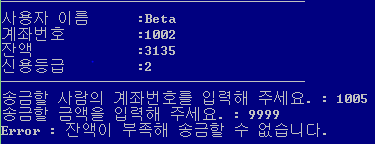 사용자 이름 :Beta
계좌번호 :1002
잔액 :3135
신용등급 :2
송금할 사람의 계좌번호를 입력해 주세요. : 1005
송금할 금액을 입력해 주세요. : 9999
Error : 잔액이 부족해 송금할 수 없습니다.